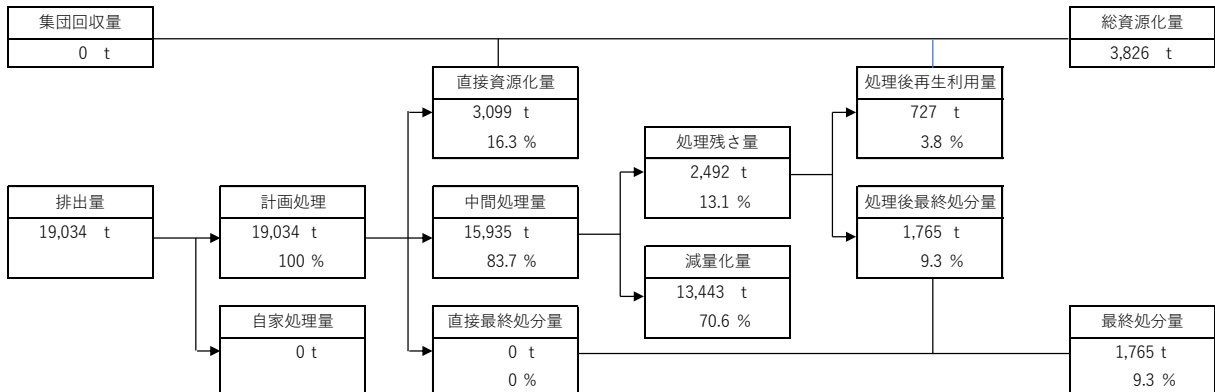 集団回収量
0 t
総資源化量
3,826 t
直接資源化量
3,099 t
16.3 %
処理後再生利用量
727 t
3.8 %
処理残さ量
2,492 t
13.1 %
排出量
19,034 t
計画処理
19,034 t
100 %
中間処理量
15,935 t
83.7 %
処理後最終処分量
1,765 t
9.3 %
減量化量
13,443 t
70.6 %
自家処理量
0 t
直接最終処分量
0 t
0 %
最終処分量
1,765 t
9.3 %